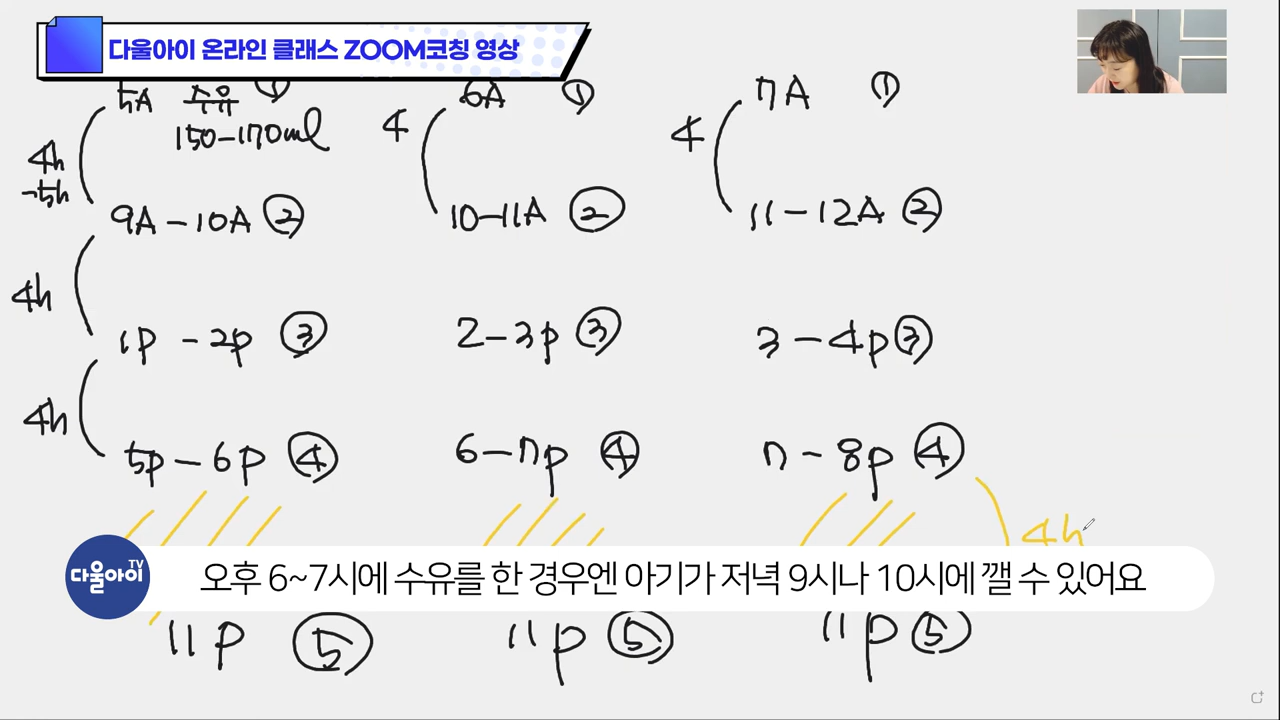 다울아이 온라인 클래스 ZOOM코칭 영상
5A 수유 ① 6A ① 7A ①
150-170ml
4h
-5h
4
4
9A - 10A ② 10-11A ② 11-12A ②
4h
1p - 2p ③ 2-3p ③ 3-4p ③
4h
5p - 6p ④ 6-7p ④ 7-8p ④
4h
다울아이 TV
오후 6~7시에 수유를 한 경우엔 아기가 저녁 9시나 10시에 깰 수 있어요
11p ⑤ 11p ⑤ 11p ⑤